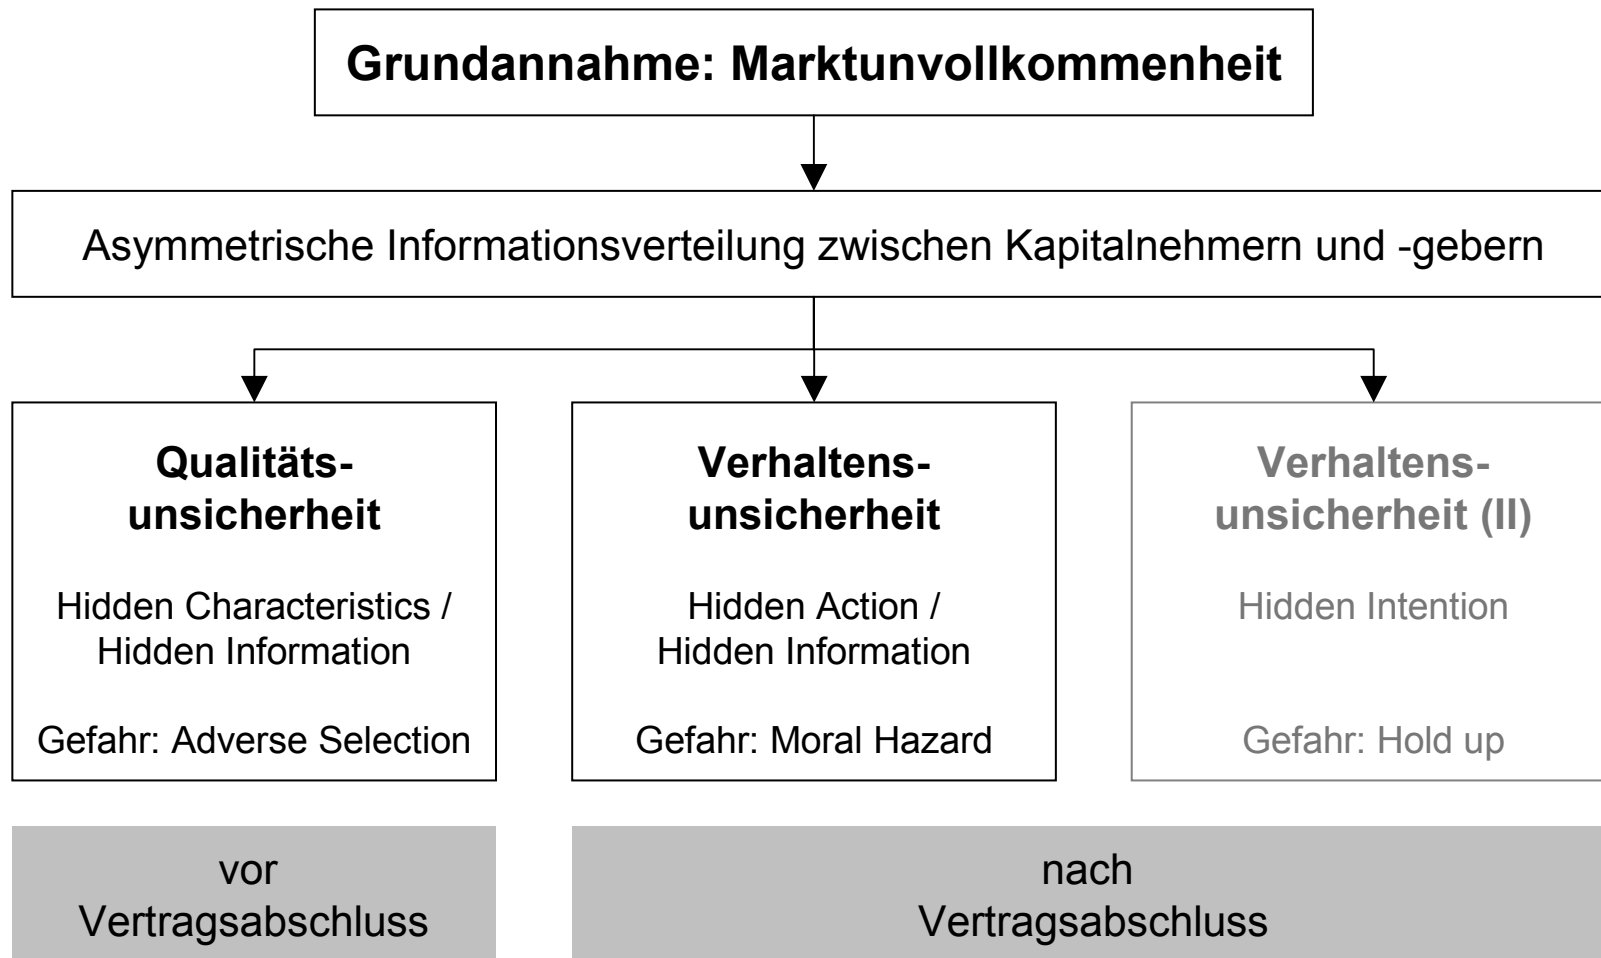 Grundannahme: Marktunvollkommenheit
Asymmetrische Informationsverteilung zwischen Kapitalnehmern und -gebern
Qualitäts-
unsicherheit
Hidden Characteristics /
Hidden Information
Gefahr: Adverse Selection
Verhaltens-
unsicherheit
Hidden Action /
Hidden Information
Gefahr: Moral Hazard
Verhaltens-
unsicherheit (II)
Hidden Intention
Gefahr: Hold up
vor
Vertragsabschluss
nach
Vertragsabschluss